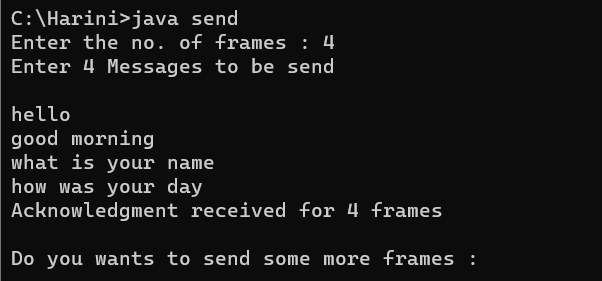 C:\Harini>java send
Enter the no. of frames : 4
Enter 4 Messages to be send
hello
good morning
what is your name
how was your day
Acknowledgment received for 4 frames
Do you wants to send some more frames :